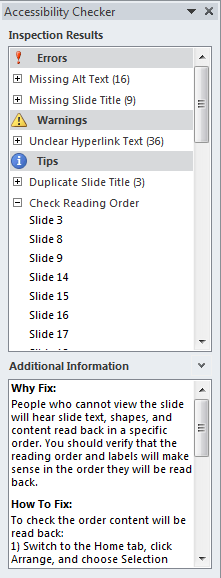 Accessibility Checker
Inspection Results
Errors
Missing Alt Text (16)
Missing Slide Title (9)
Warnings
Unclear Hyperlink Text (36)
Tips
Duplicate Slide Title (3)
Check Reading Order
Slide 3
Slide 8
Slide 9
Slide 14
Slide 15
Slide 16
Slide 17
Additional Information
Why Fix:
People who cannot view the slide
will hear slide text, shapes, and
content read back in a specific
order. You should verify that the
reading order and labels will make
sense in the order they will be read
back.
How To Fix:
To check the order content will be
read back:
1) Switch to the Home tab, click
Arrange, and choose Selection